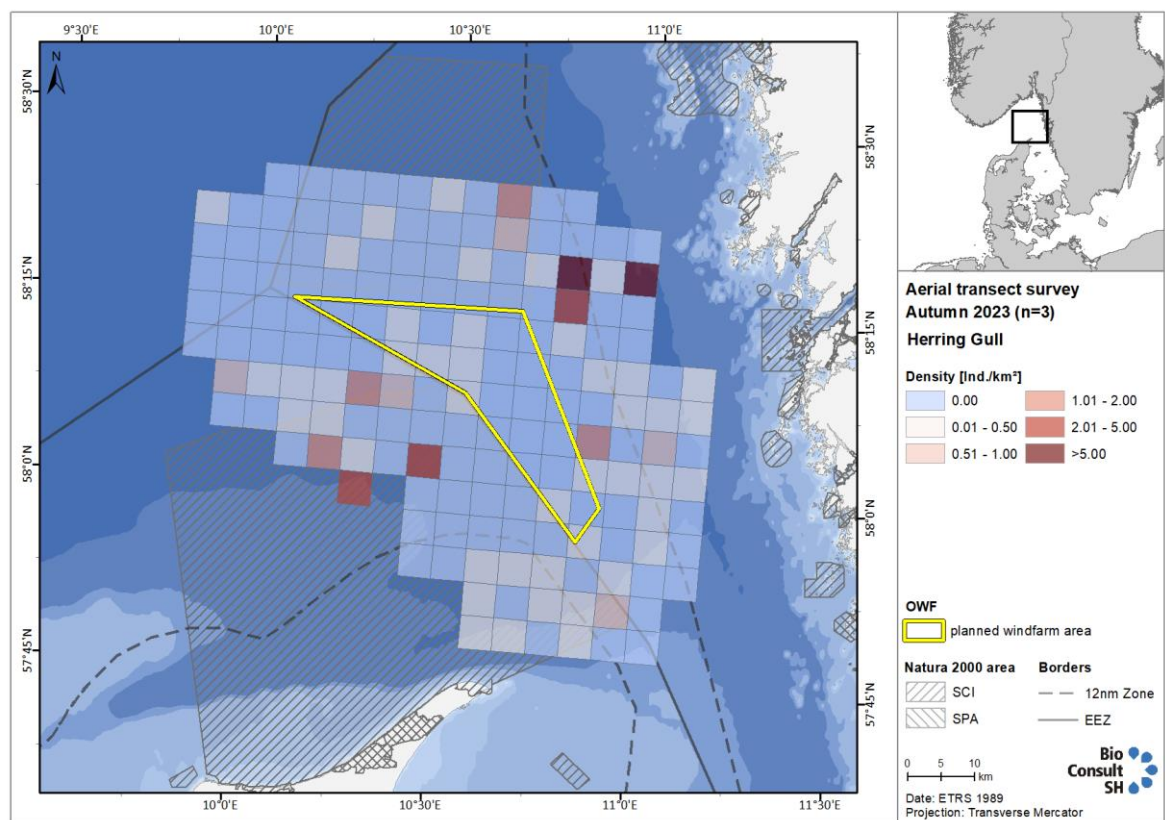 9°30'E 10°0'E 10°30'E 11°0'E
N
58°30'N
58°15'N
58°0'N
57°45'N
58°30'N
58°15'N
58°0'N
57°45'N
10°0'E 10°30'E 11°0'E 11°30'E
Aerial transect survey
Autumn 2023 (n=3)
Herring Gull
Density [Ind./km²]
0.00 1.01 - 2.00
0.01 - 0.50 2.01 - 5.00
0.51 - 1.00 >5.00
OWF
planned windfarm area
Natura 2000 area Borders
SCI 12nm Zone
SPA EEZ
0 5 10
km
Bio
Consult
SH
Date: ETRS 1989
Projection: Transverse Mercator